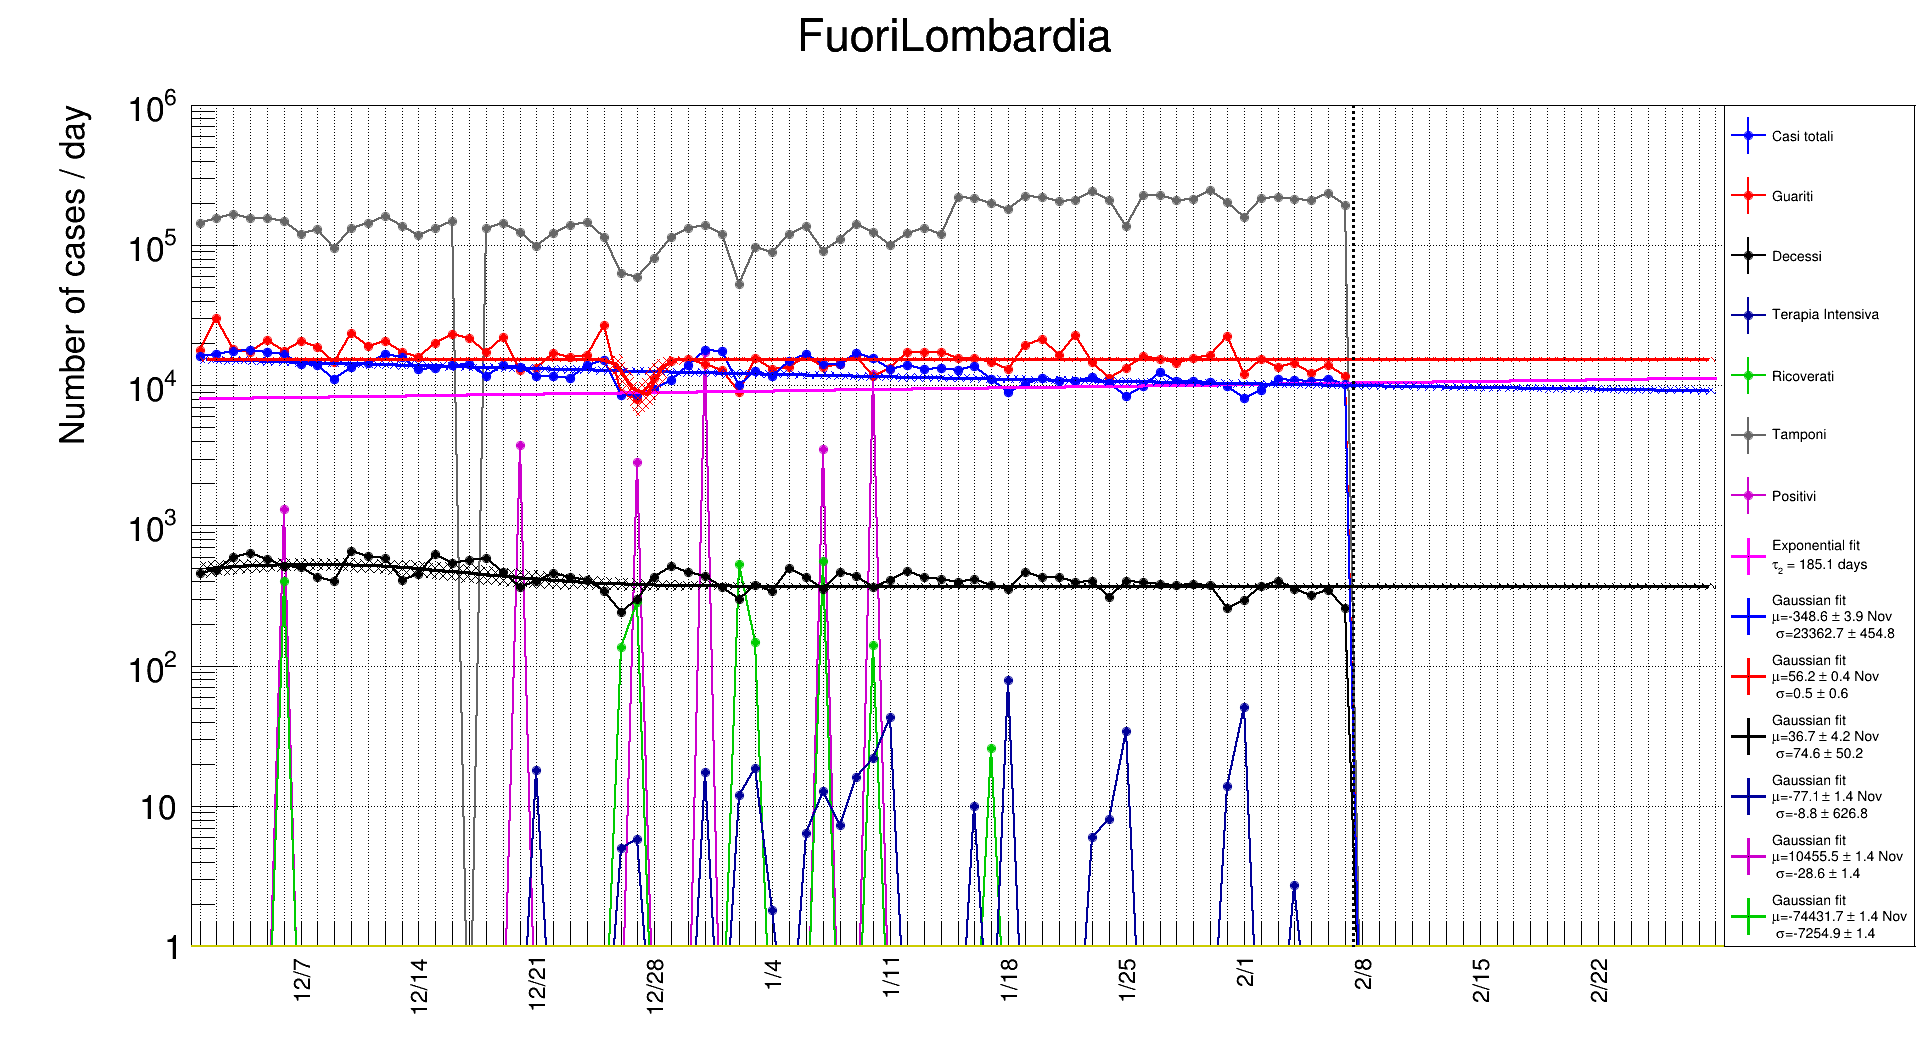 FuoriLombardia
Number of cases / day
10^6
10^5
10^4
10^3
10^2
10
1
12/7
12/14
12/21
12/28
1/4
1/11
1/18
1/25
2/1
2/8
2/15
2/22
Casi totali
Guariti
Decessi
Terapia Intensiva
Ricoverati
Tamponi
Positivi
Exponential fit
τ₂ = 185.1 days
Gaussian fit
μ=-348.6 ± 3.9 Nov
σ=23362.7 ± 454.8
Gaussian fit
μ=56.2 ± 0.4 Nov
σ=0.5 ± 0.6
Gaussian fit
μ=36.7 ± 4.2 Nov
σ=74.6 ± 50.2
Gaussian fit
μ=-77.1 ± 1.4 Nov
σ=-8.8 ± 626.8
Gaussian fit
μ=10455.5 ± 1.4 Nov
σ=-28.6 ± 1.4
Gaussian fit
μ=-74431.7 ± 1.4 Nov
σ=-7254.9 ± 1.4